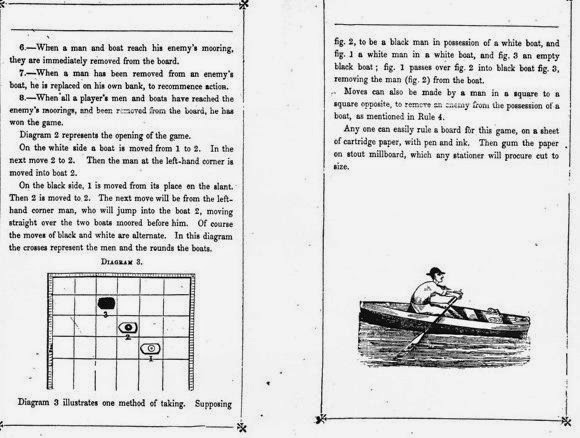 6.—When a man and boat reach his enemy's mooring,
they are immediately removed from the board.
7.—When a man has been removed from an enemy's
boat, he is replaced on his own bank, to recommence action.
8.—When all a player's men and boats have reached the
enemy's moorings, and been removed from the board, he has
won the game.
Diagram 2 represents the opening of the game.
On the white side a boat is moved from 1 to 2. In the
next move 2 to 2. Then the man at the left-hand corner is
moved into boat 2.
On the black side, 1 is moved from its place on the slant.
Then 2 is moved to 2. The next move will be from the left-
hand corner man, who will jump into the boat 2, moving
straight over the two boats moored before him. Of course
the moves of black and white are alternate. In this diagram
the crosses represent the men and the rounds the boats.
DIAGRAM 3.
3
2
1
Diagram 3 illustrates one method of taking. Supposing
fig. 2, to be a black man in possession of a white boat, and
fig. 1 a white man in a white boat, and fig. 3 an empty
black boat; fig. 1 passes over fig. 2 into black boat fig. 3,
removing the man (fig. 2) from the boat.
Moves can also be made by a man in a square to a
square opposite, to remove an enemy from the possession of a
boat, as mentioned in Rule 4.
Any one can easily rule a board for this game, on a sheet
of cartridge paper, with pen and ink. Then gum the paper
on stout millboard, which any stationer will procure cut to
size.